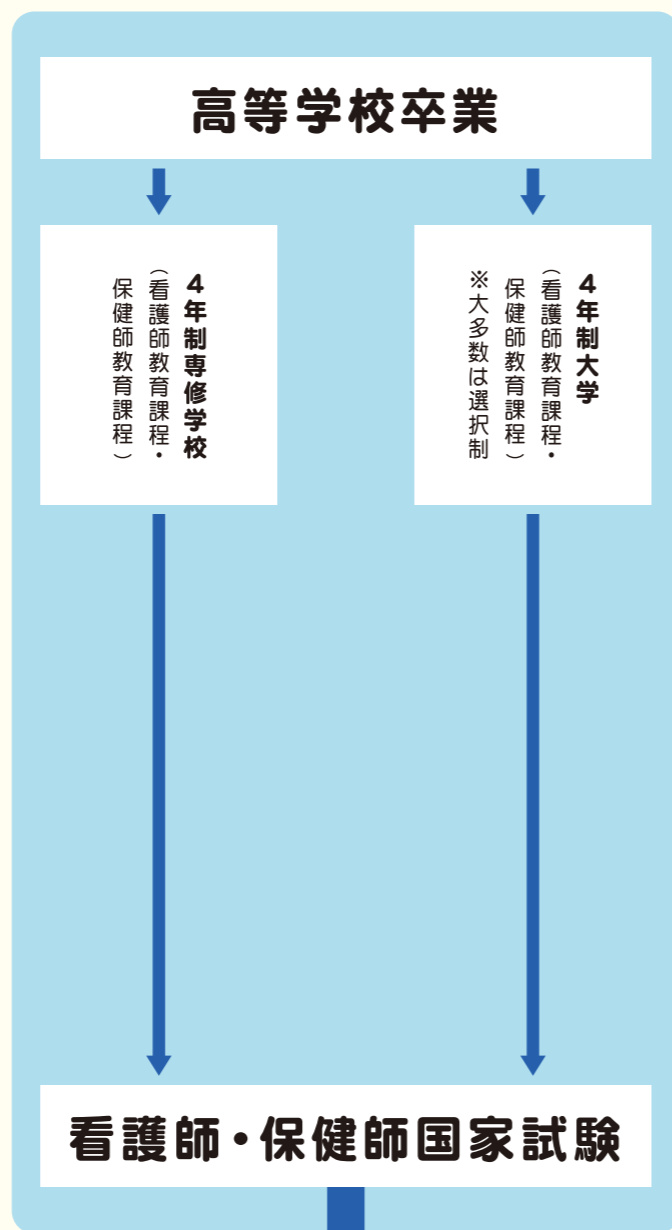 高等学校卒業
４年制専修学校
（看護師教育課程・
保健師教育課程）
４年制大学
（看護師教育課程・
保健師教育課程）
※大多数は選択制
看護師・保健師国家試験